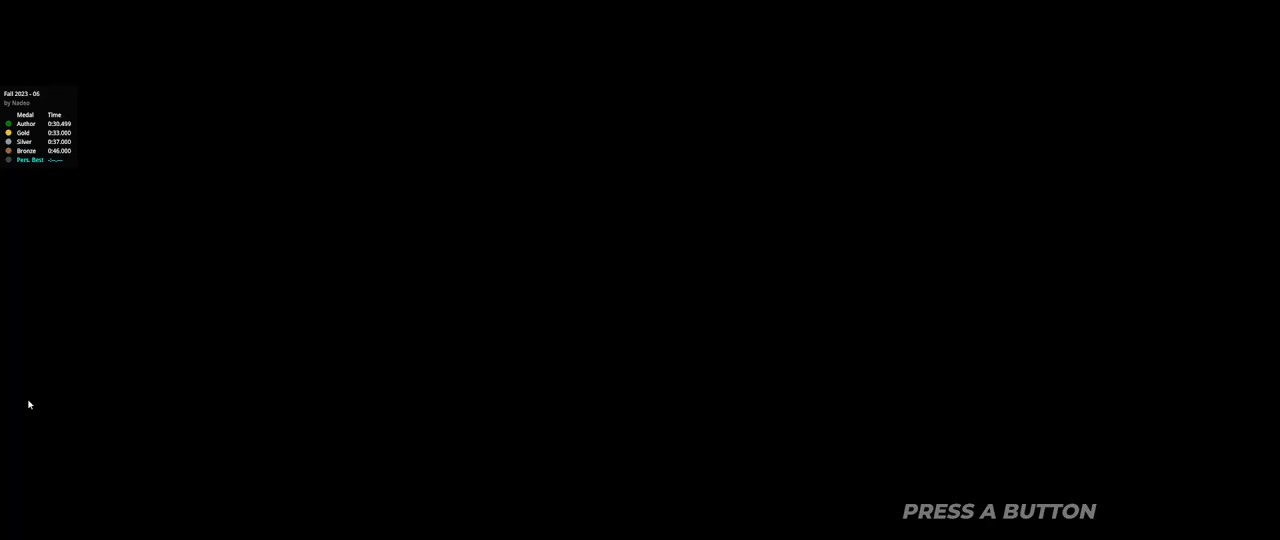 Fall 2023 - 06
by Nadeo
Medal Time
Author 0:30.499
Gold 0:33.000
Silver 0:37.000
Bronze 0:46.000
Pers. Best -:--.---
PRESS A BUTTON